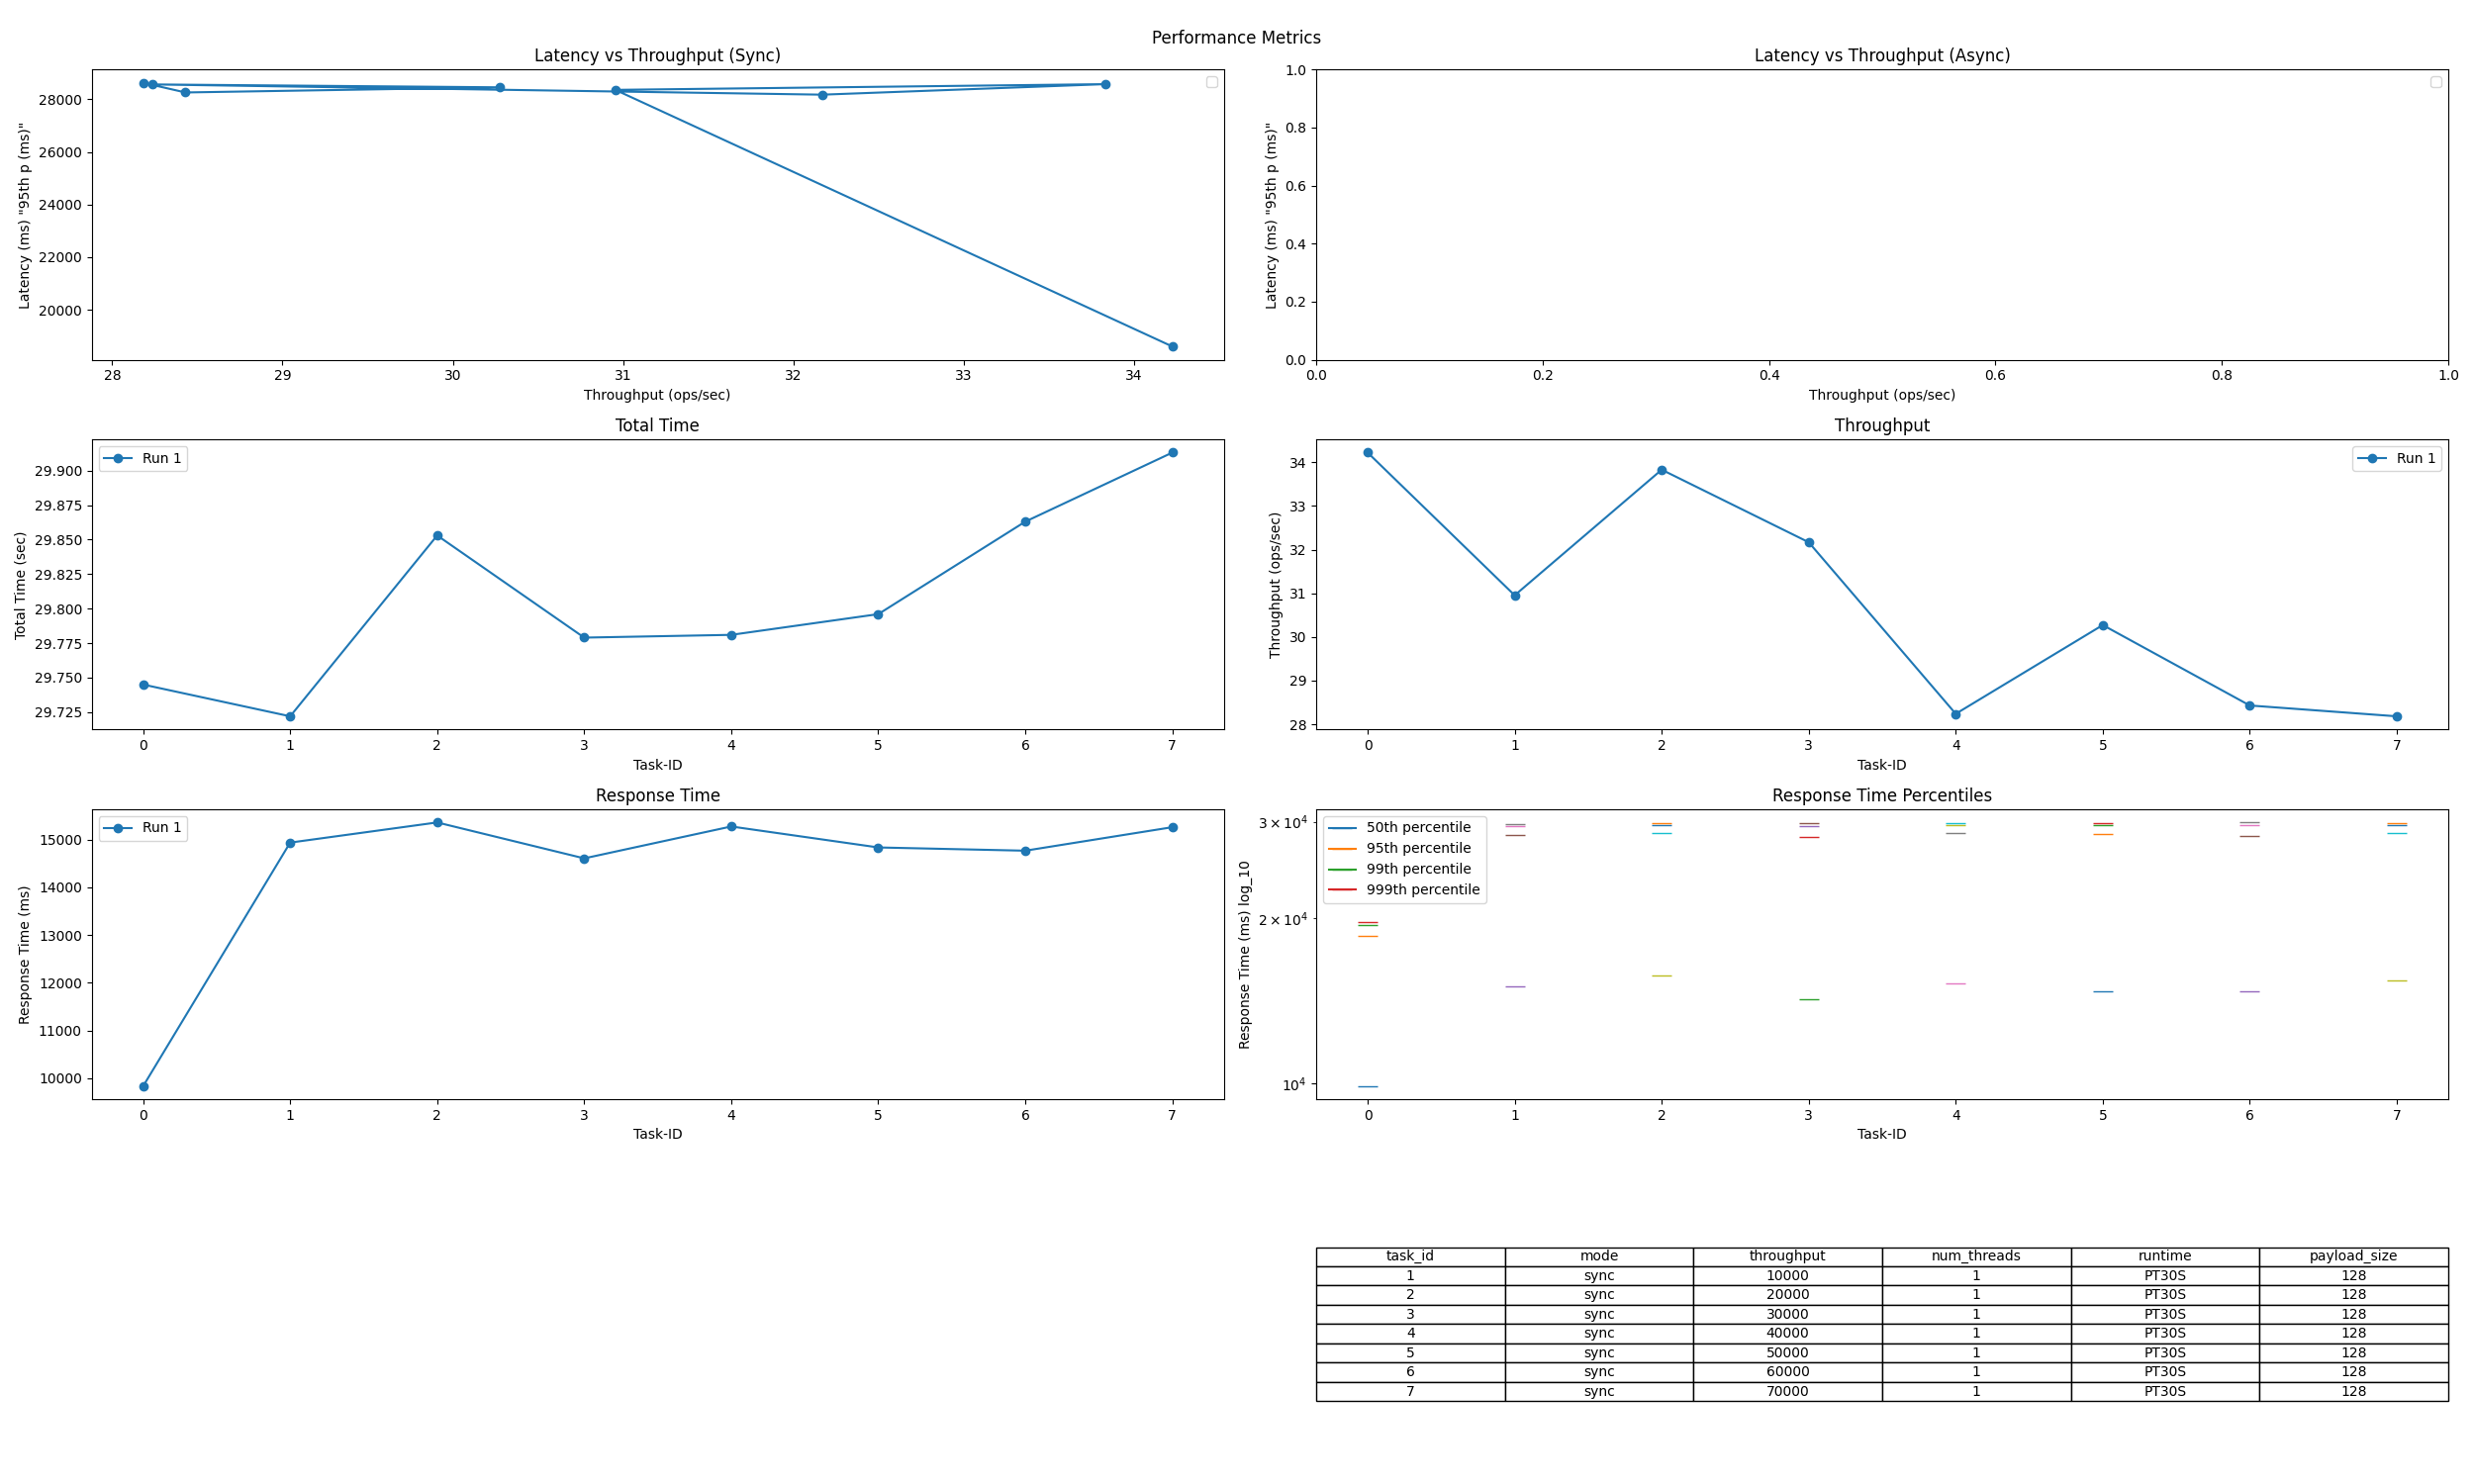 Performance Metrics
Latency vs Throughput (Sync)
Latency (ms) "95th p (ms)"
28000
26000
24000
22000
20000
28 29 30 31 32 33 34
Throughput (ops/sec)
Latency vs Throughput (Async)
Latency (ms) "95th p (ms)"
1.0
0.8
0.6
0.4
0.2
0.0
0.0 0.2 0.4 0.6 0.8 1.0
Throughput (ops/sec)
Total Time
Run 1
Total Time (sec)
29.900
29.875
29.850
29.825
29.800
29.775
29.750
29.725
0 1 2 3 4 5 6 7
Task-ID
Throughput
Run 1
Throughput (ops/sec)
34
33
32
31
30
29
28
0 1 2 3 4 5 6 7
Task-ID
Response Time
Run 1
Response Time (ms)
15000
14000
13000
12000
11000
10000
0 1 2 3 4 5 6 7
Task-ID
Response Time Percentiles
50th percentile
95th percentile
99th percentile
999th percentile
Response Time (ms) log_10
3 × 10⁴
2 × 10⁴
10⁴
0 1 2 3 4 5 6 7
Task-ID
task_id mode throughput num_threads runtime payload_size
1 sync 10000 1 PT30S 128
2 sync 20000 1 PT30S 128
3 sync 30000 1 PT30S 128
4 sync 40000 1 PT30S 128
5 sync 50000 1 PT30S 128
6 sync 60000 1 PT30S 128
7 sync 70000 1 PT30S 128